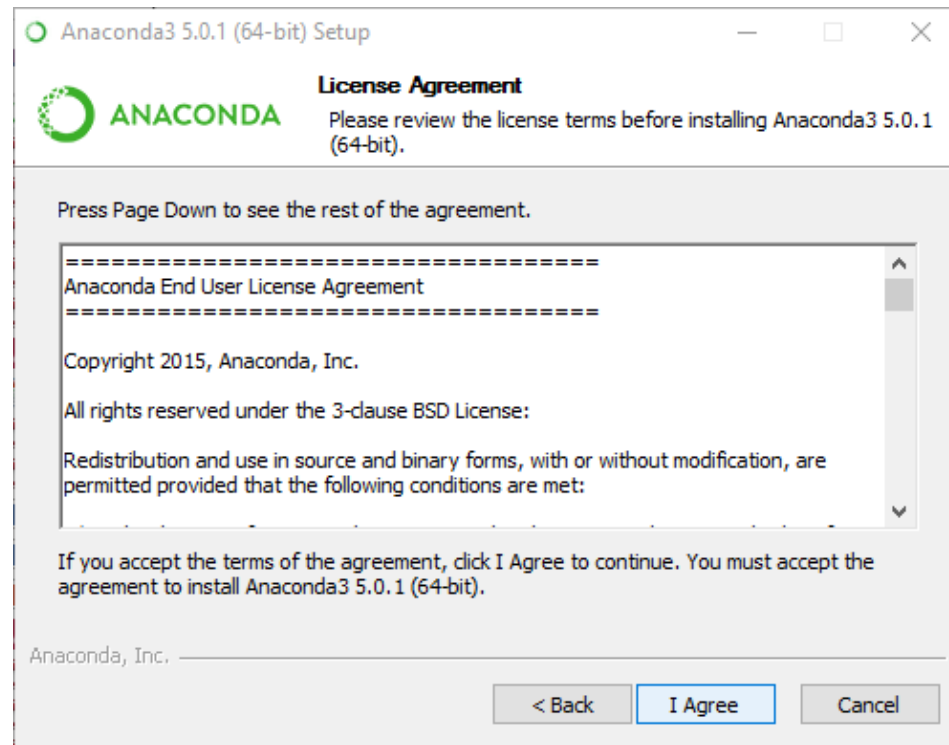 Anaconda3 5.0.1 (64-bit) Setup
ANACONDA
License Agreement
Please review the license terms before installing Anaconda3 5.0.1
(64-bit).
Press Page Down to see the rest of the agreement.
===================================
Anaconda End User License Agreement
===================================
Copyright 2015, Anaconda, Inc.
All rights reserved under the 3-clause BSD License:
Redistribution and use in source and binary forms, with or without modification, are
permitted provided that the following conditions are met:
If you accept the terms of the agreement, click I Agree to continue. You must accept the
agreement to install Anaconda3 5.0.1 (64-bit).
Anaconda, Inc.
< Back
I Agree
Cancel